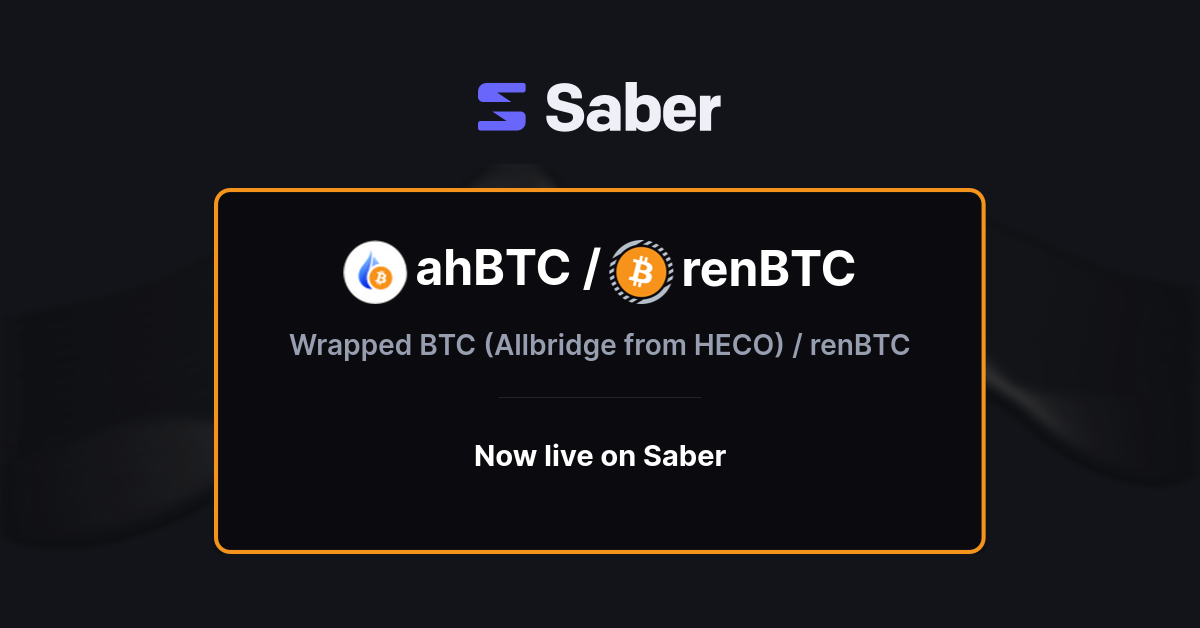 Saber
ahBTC / renBTC
Wrapped BTC (Allbridge from HECO) / renBTC
Now live on Saber